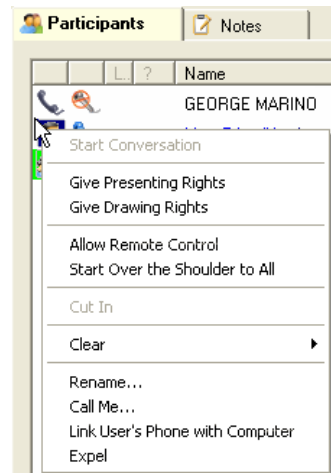 Participants Notes
L.. ? Name
GEORGE MARINO
Start Conversation
Give Presenting Rights
Give Drawing Rights
Allow Remote Control
Start Over the Shoulder to All
Cut In
Clear
Rename...
Call Me...
Link User's Phone with Computer
Expel